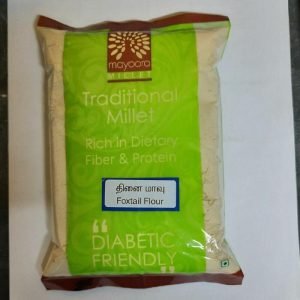 mayoora
MILLET
Traditional
Millet
Rich in Dietary
Fiber & Protein
தினை மாவு
Foxtail Flour
"DIABETIC
FRIENDLY"